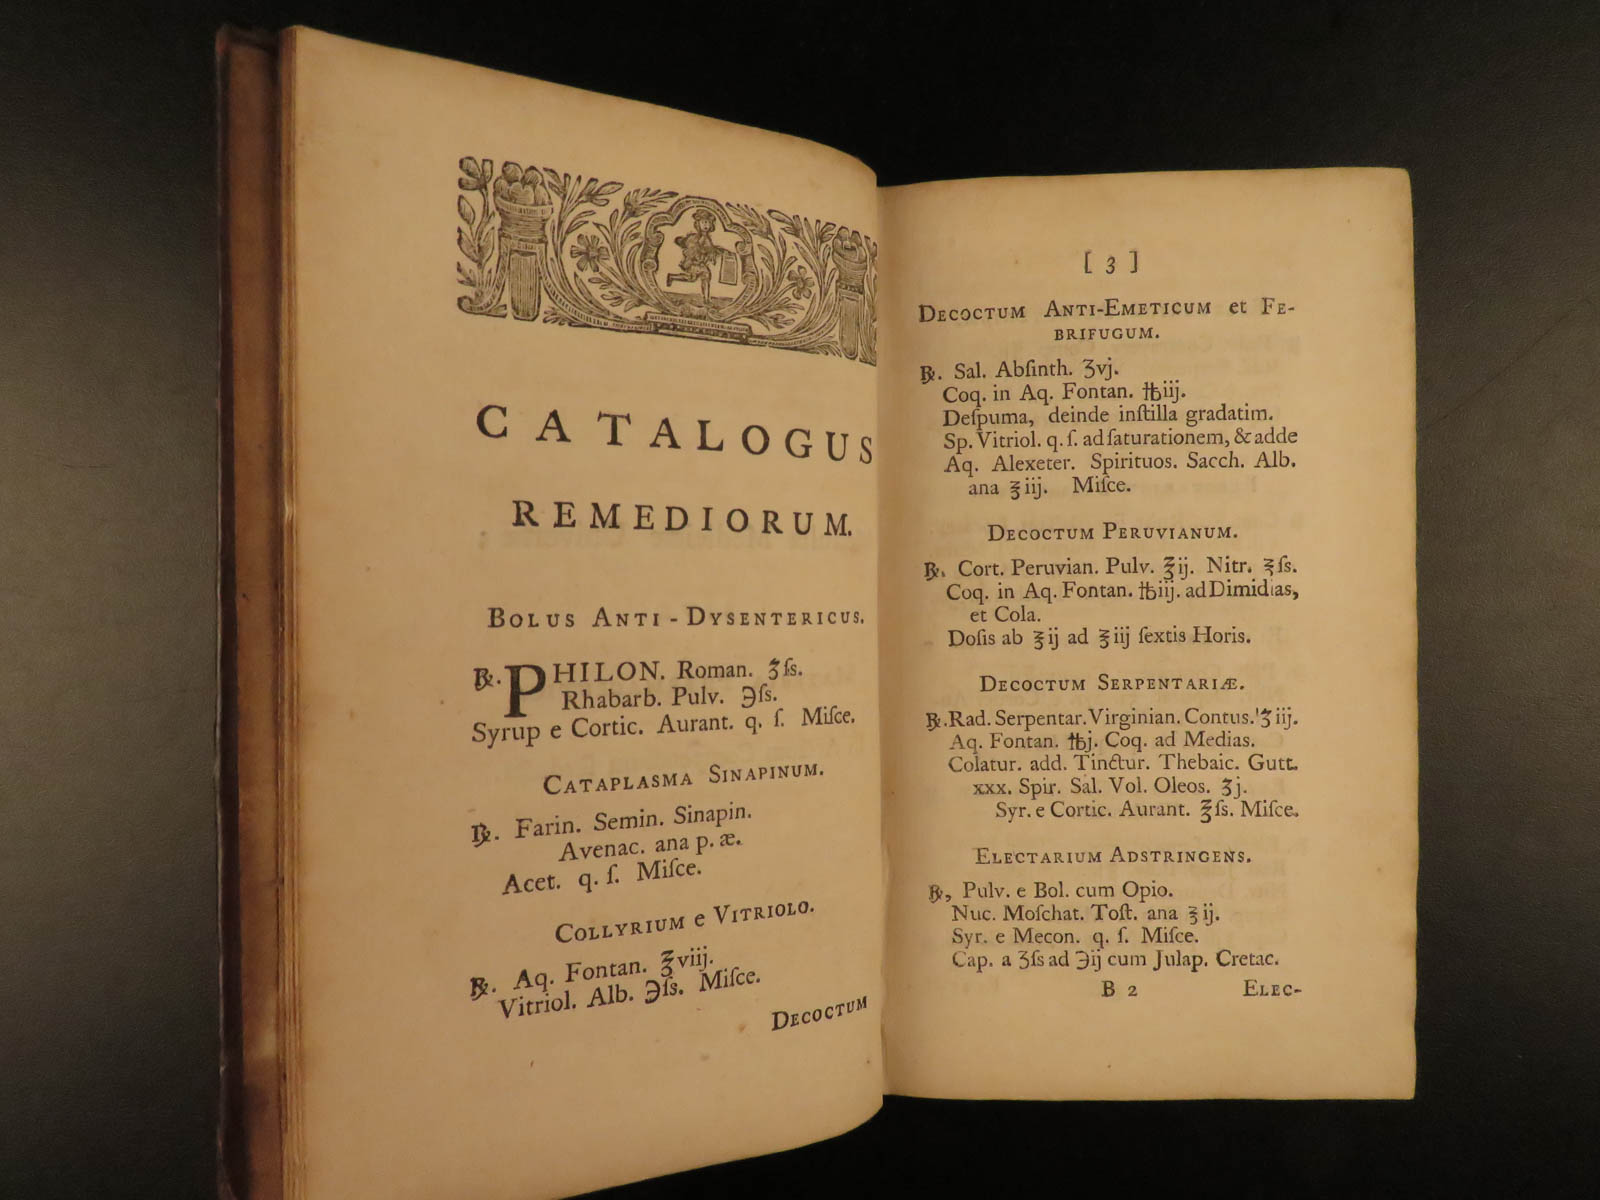 CATALOGUS
REMEDIORUM.
BOLUS ANTI-DYSENTERICUS.
℞. PHILON. Roman. ʒſs.
Rhabarb. Pulv. ℈ſs.
Syrup e Cortic. Aurant. q. ſ. Miſce.
CATAPLASMA SINAPINUM.
℞. Farin. Semin. Sinapin.
Avenac. ana p. æ.
Acet. q. ſ. Miſce.
COLLYRIUM e VITRIOLO.
℞. Aq. Fontan. ℥viij.
Vitriol. Alb. ℈ſs. Miſce.
DECOCTUM
[ 3 ]
DECOCTUM ANTI-EMETICUM et FE-
BRIFUGUM.
℞. Sal. Abſinth. ʒvj.
Coq. in Aq. Fontan. ℔iij.
Deſpuma, deinde inſtilla gradatim.
Sp. Vitriol. q. ſ. ad ſaturationem, & adde
Aq. Alexeter. Spirituos. Sacch. Alb.
ana ℥iij. Miſce.
DECOCTUM PERUVIANUM.
℞. Cort. Peruvian. Pulv. ℥ij. Nitr. ℥ſs.
Coq. in Aq. Fontan. ℔iij. ad Dimidias,
et Cola.
Doſis ab ℥ij ad ℥iij ſextis Horis.
DECOCTUM SERPENTARIÆ.
℞. Rad. Serpentar. Virginian. Contus. ʒiij.
Aq. Fontan. ℔j. Coq. ad Medias.
Colatur. add. Tinctur. Thebaic. Gutt.
xxx. Spir. Sal. Vol. Oleos. ʒj.
Syr. e Cortic. Aurant. ℥ſs. Miſce.
ELECTARIUM ADSTRINGENS.
℞, Pulv. e Bol. cum Opio.
Nuc. Moſchat. Toſt. ana ℥ij.
Syr. e Mecon. q. ſ. Miſce.
Cap. a ʒſs ad ℈ij cum Julap. Cretac.
B 2 ELEC-